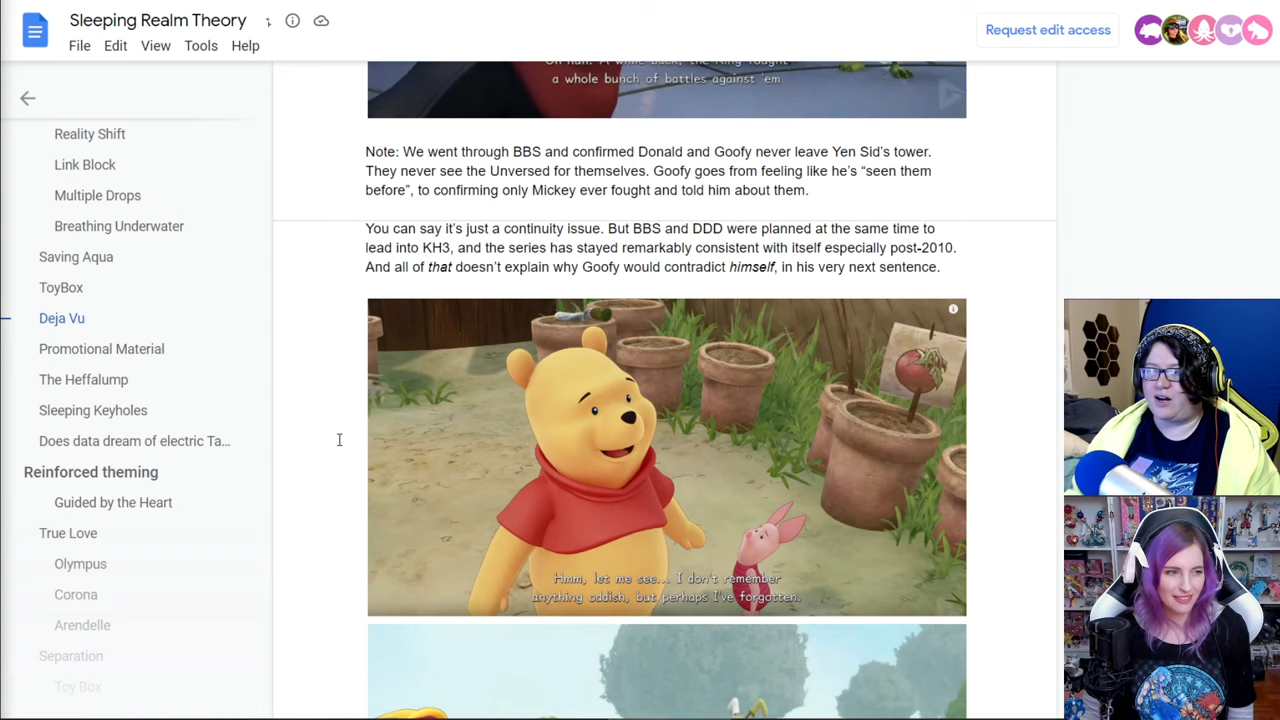 Sleeping Realm Theory
File Edit View Tools Help
Request edit access
Reality Shift
Link Block
Multiple Drops
Breathing Underwater
Saving Aqua
ToyBox
Deja Vu
Promotional Material
The Heffalump
Sleeping Keyholes
Does data dream of electric Ta...
Reinforced theming
Guided by the Heart
True Love
Olympus
Corona
Arendelle
Separation
Toy Box
a whole bunch of battles against 'em
Note: We went through BBS and confirmed Donald and Goofy never leave Yen Sid's tower.
They never see the Unversed for themselves. Goofy goes from feeling like he's “seen them
before”, to confirming only Mickey ever fought and told him about them.
You can say it's just a continuity issue. But BBS and DDD were planned at the same time to
lead into KH3, and the series has stayed remarkably consistent with itself especially post-2010.
And all of that doesn't explain why Goofy would contradict himself, in his very next sentence.
Hmm, let me see... I don't remember
anything oddish, but perhaps I've forgotten.